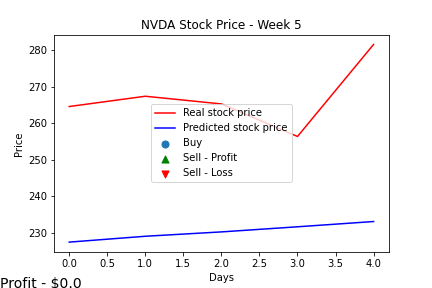 NVDA Stock Price - Week 5
280
270
260
250
240
230
Price
Real stock price
Predicted stock price
Buy
Sell - Profit
Sell - Loss
0.0 0.5 1.0 1.5 2.0 2.5 3.0 3.5 4.0
Days
Profit - $0.0